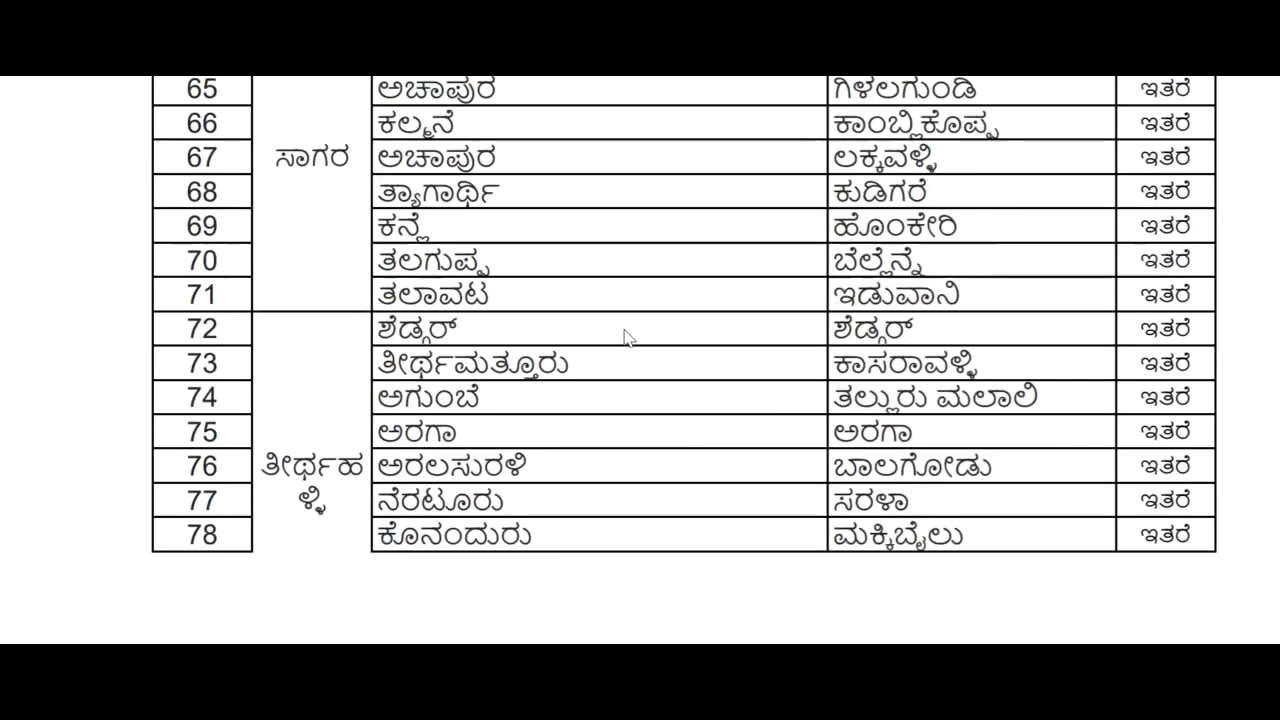 65 ಅಚಾಪುರ ಗಿಳಲಗುಂಡಿ ಇತರೆ
66 ಕಲ್ಮನೆ ಕಾಂಬ್ಲಿಕೊಪ್ಪ ಇತರೆ
67 ಸಾಗರ ಅಚಾಪುರ ಲಕ್ಕವಳ್ಳಿ ಇತರೆ
68 ತ್ಯಾಗಾರ್ಥಿ ಕುಡಿಗರೆ ಇತರೆ
69 ಕನ್ಲೆ ಹೊಂಕೇರಿ ಇತರೆ
70 ತಲಗುಪ್ಪ ಬೆಲ್ಲೆನ್ನೆ ಇತರೆ
71 ತಲಾವಟ ಇಡುವಾನಿ ಇತರೆ
72 ಶೆಡ್ಗರ್ ಶೆಡ್ಗರ್ ಇತರೆ
73 ತೀರ್ಥಮತ್ತೂರು ಕಾಸರಾವಳ್ಳಿ ಇತರೆ
74 ಅಗುಂಬೆ ತಲ್ಲುರು ಮಲಾಲಿ ಇತರೆ
75 ಅರಗಾ ಅರಗಾ ಇತರೆ
76 ತೀರ್ಥಹ ಅರಲಸುರಳಿ ಬಾಲಗೋಡು ಇತರೆ
77 ಳ್ಳಿ ನೆರಟೂರು ಸರಳಾ ಇತರೆ
78 ಕೊನಂದುರು ಮಕ್ಕಿಬೈಲು ಇತರೆ